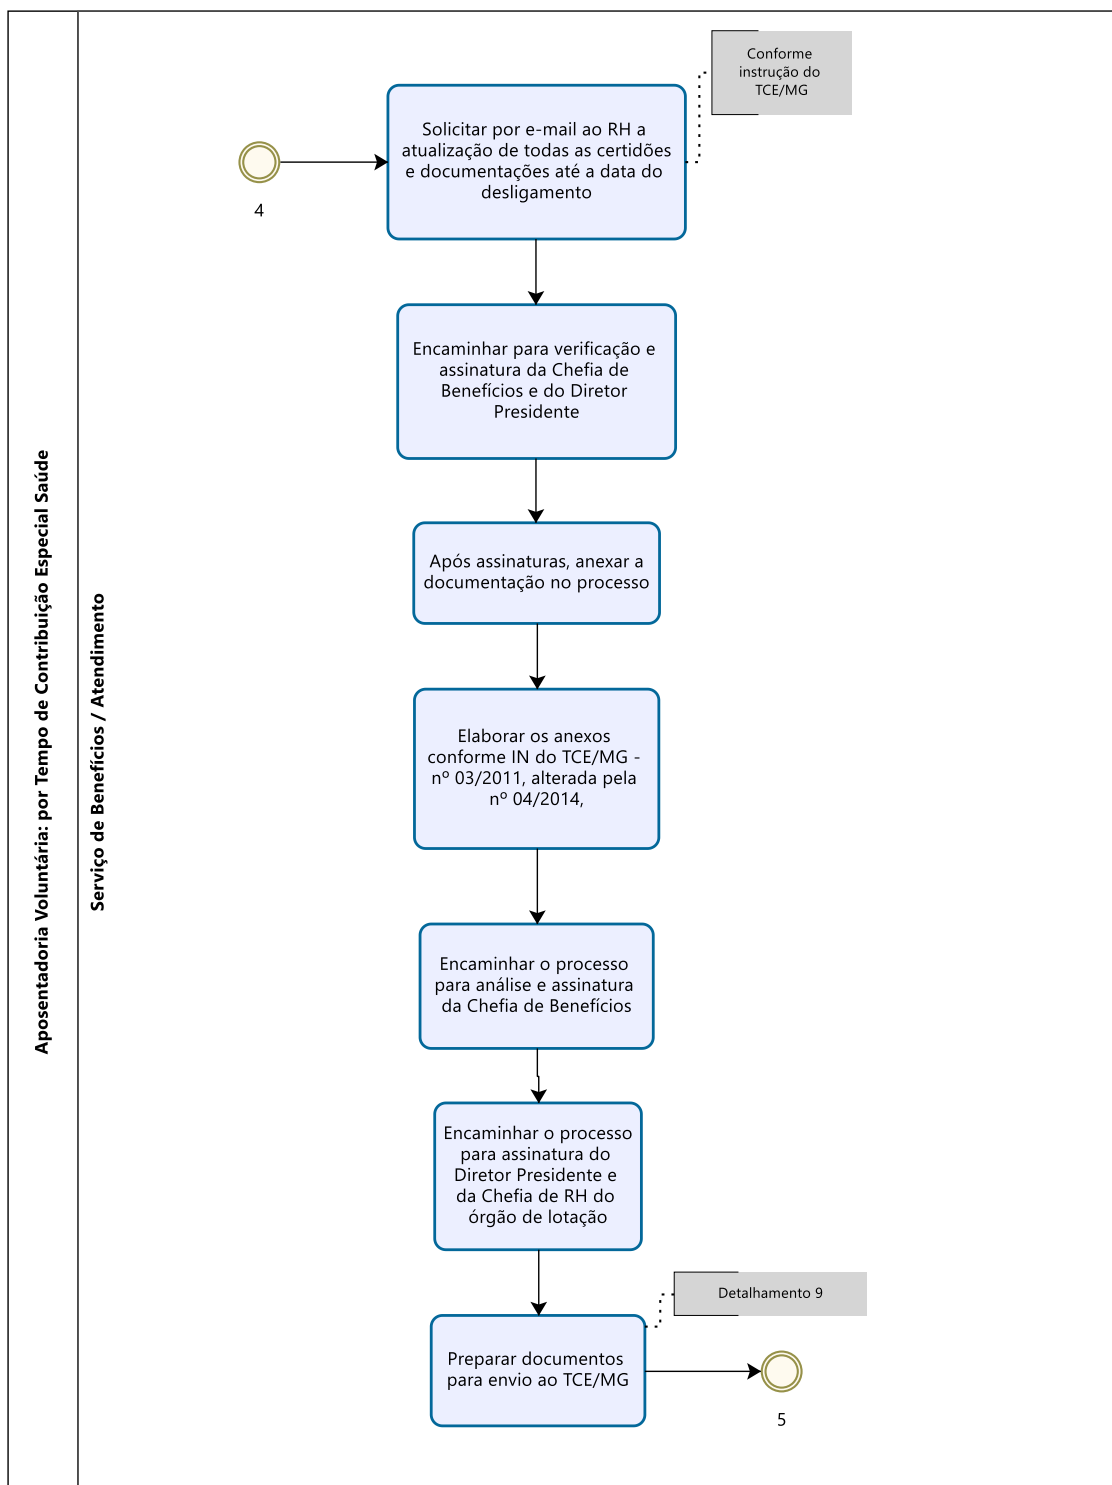 Aposentadoria Voluntária: por Tempo de Contribuição Especial Saúde
Serviço de Benefícios / Atendimento
Conforme
instrução do
TCE/MG
Solicitar por e-mail ao RH a
atualização de todas as certidões
e documentações até a data do
desligamento
4
Encaminhar para verificação e
assinatura da Chefia de
Benefícios e do Diretor
Presidente
Após assinaturas, anexar a
documentação no processo
Elaborar os anexos
conforme IN do TCE/MG -
nº 03/2011, alterada pela
nº 04/2014,
Encaminhar o processo
para análise e assinatura
da Chefia de Benefícios
Encaminhar o processo
para assinatura do
Diretor Presidente e
da Chefia de RH do
órgão de lotação
Detalhamento 9
Preparar documentos
para envio ao TCE/MG
5